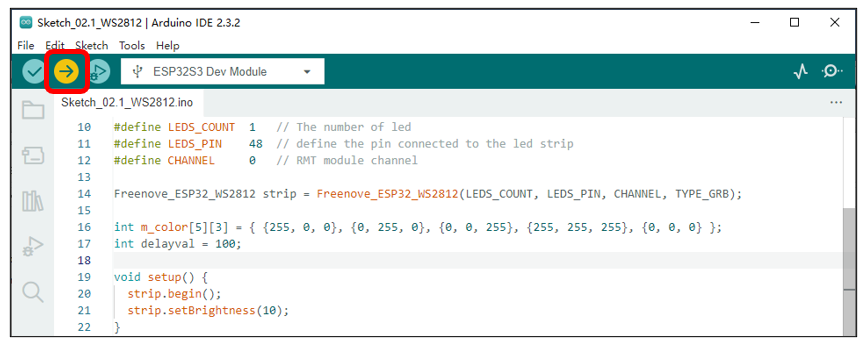 Sketch_02.1_WS2812 | Arduino IDE 2.3.2
File Edit Sketch Tools Help
ESP32S3 Dev Module
Sketch_02.1_WS2812.ino
10 #define LEDS_COUNT 1 // The number of led
11 #define LEDS_PIN 48 // define the pin connected to the led strip
12 #define CHANNEL 0 // RMT module channel
13
14 Freenove_ESP32_WS2812 strip = Freenove_ESP32_WS2812(LEDS_COUNT, LEDS_PIN, CHANNEL, TYPE_GRB);
15
16 int m_color[5][3] = { {255, 0, 0}, {0, 255, 0}, {0, 0, 255}, {255, 255, 255}, {0, 0, 0} };
17 int delayval = 100;
18
19 void setup() {
20 strip.begin();
21 strip.setBrightness(10);
22 }